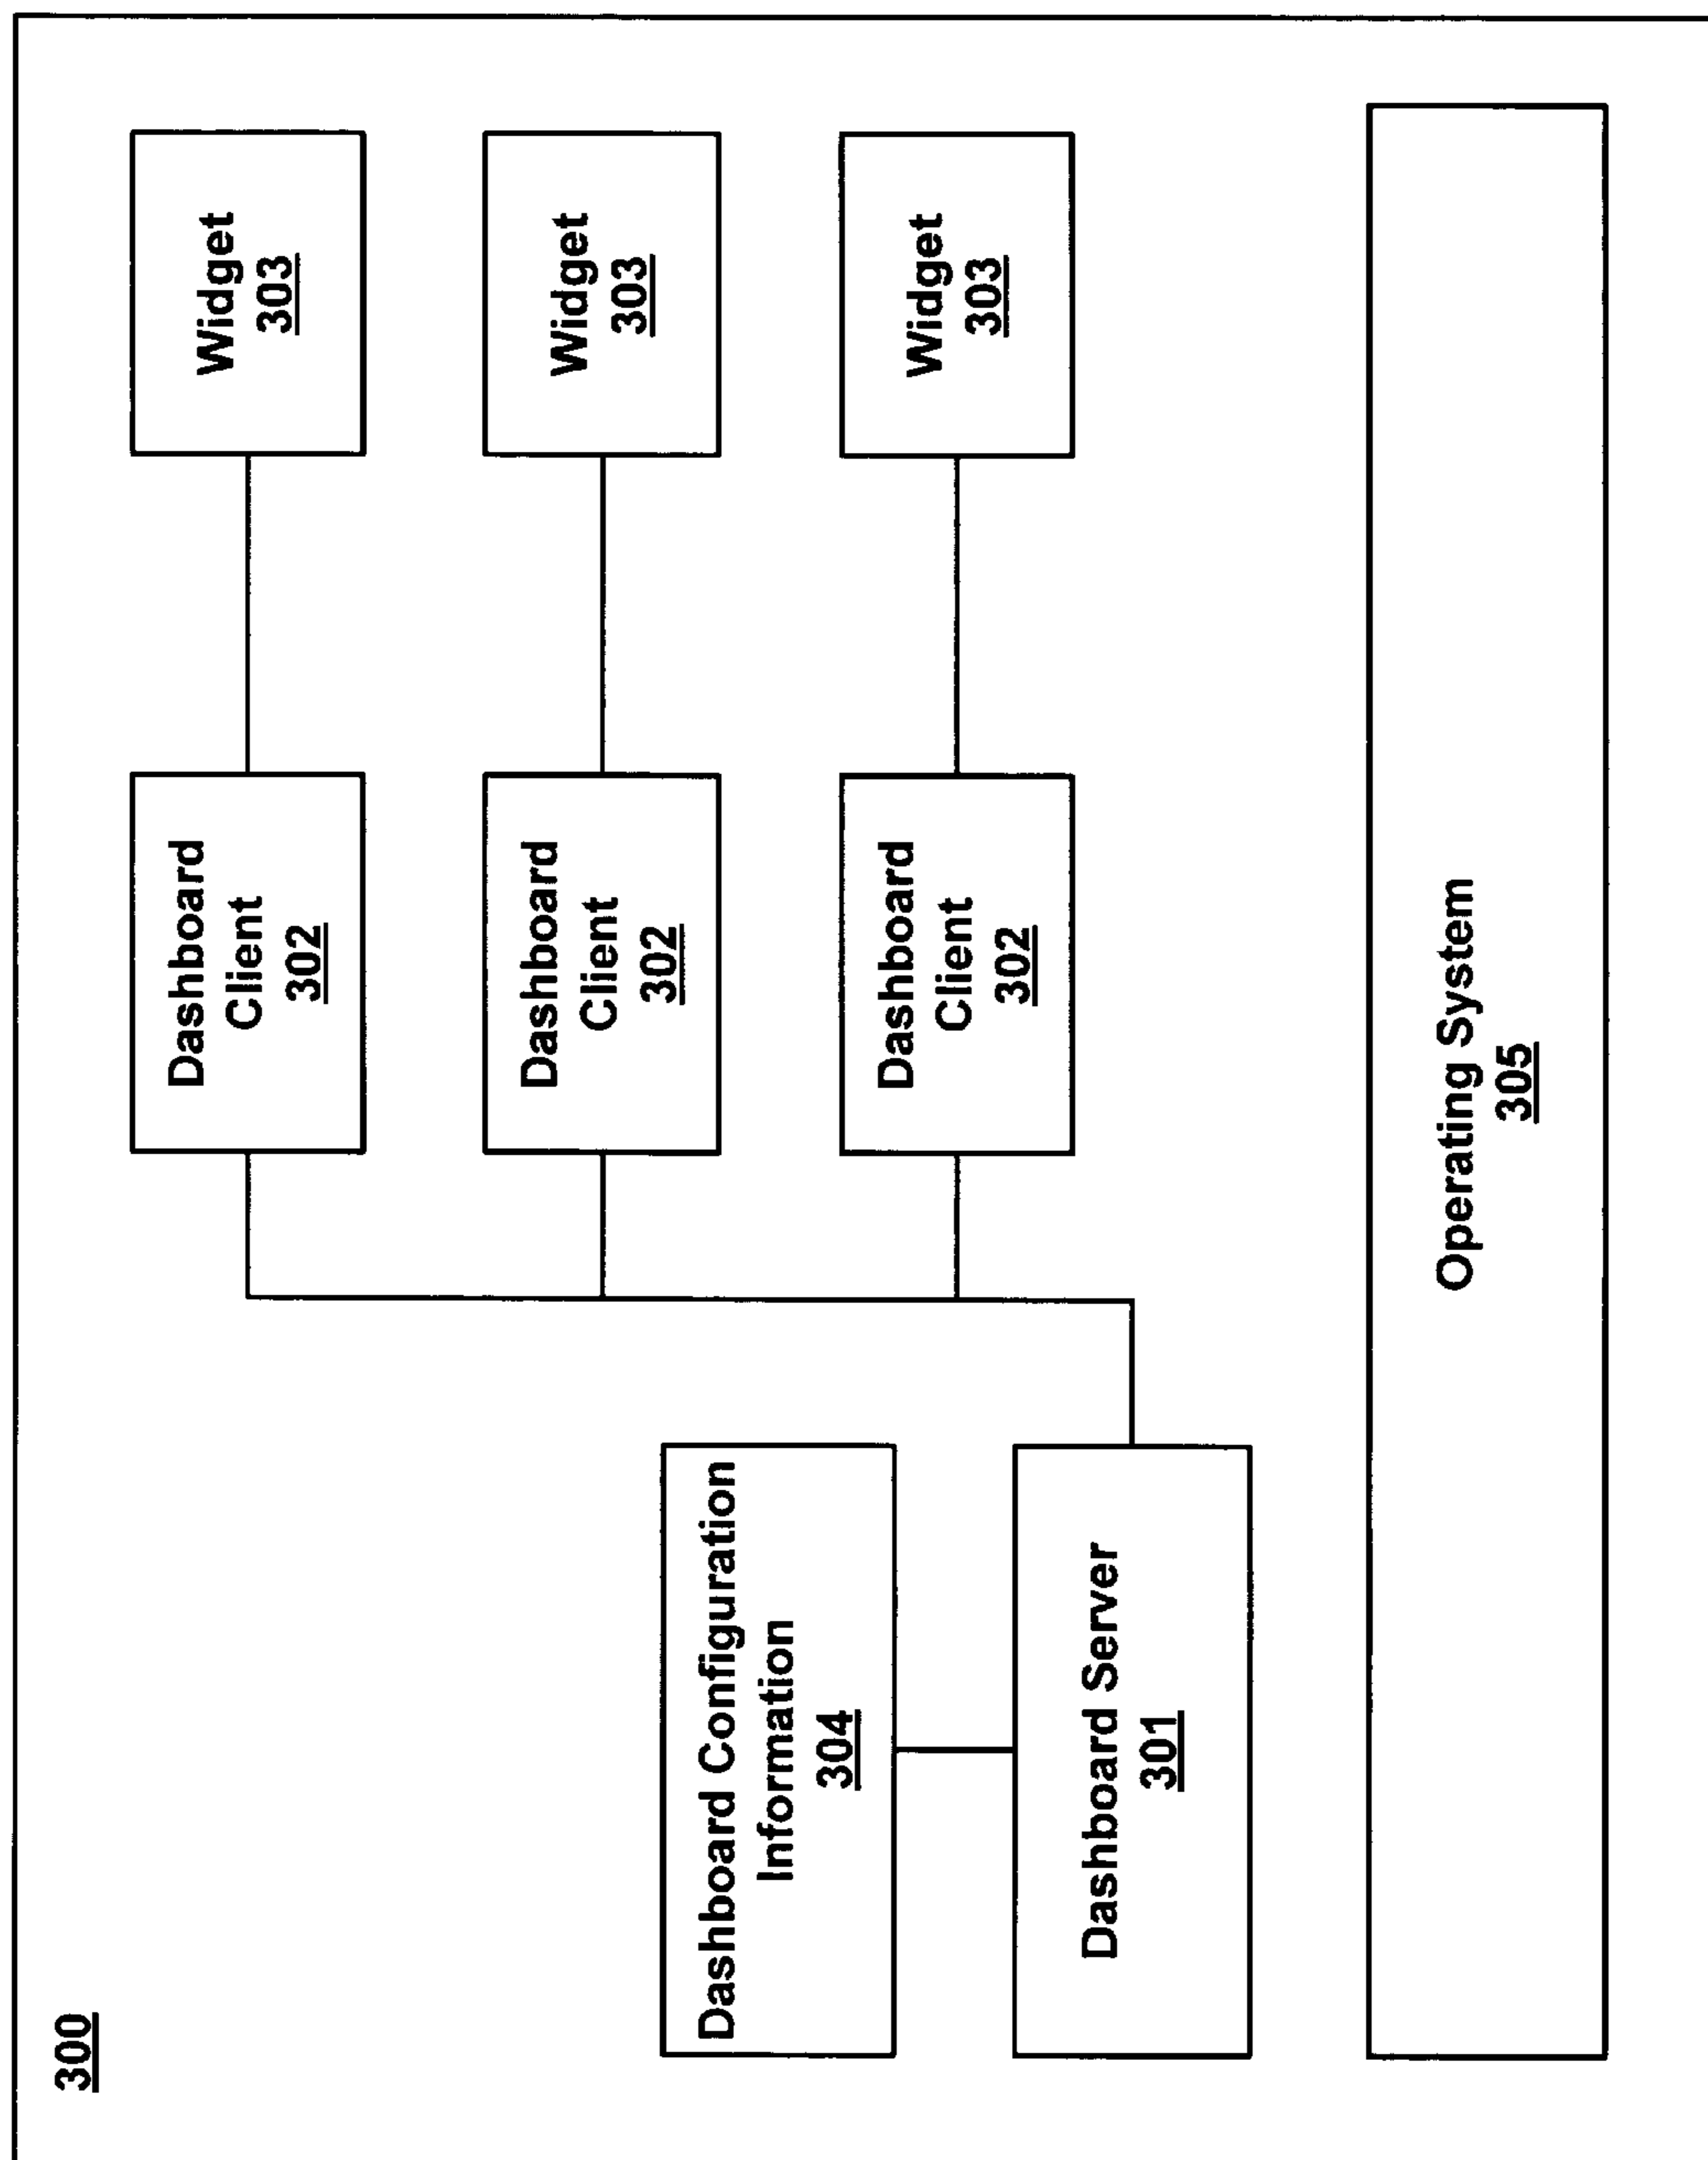 300
Dashboard Configuration
Information
304
Dashboard Server
301
Dashboard
Client
302
Widget
303
Dashboard
Client
302
Widget
303
Dashboard
Client
302
Widget
303
Operating System
305